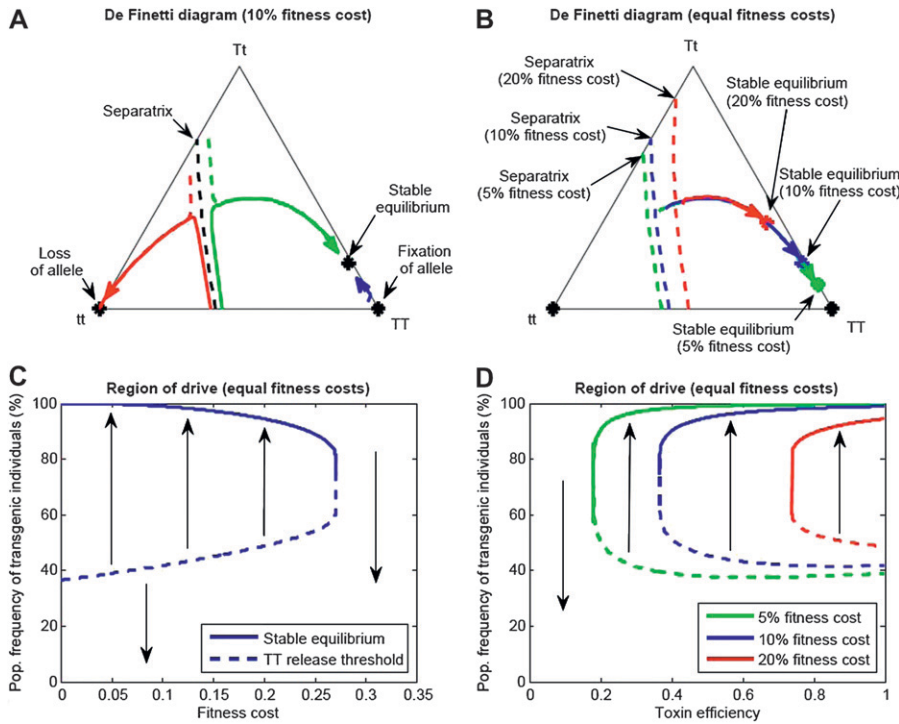 A
De Finetti diagram (10% fitness cost)
Tt
Separatrix
Stable
equilibrium
Loss
of allele
Fixation
of allele
tt
TT
B
De Finetti diagram (equal fitness costs)
Tt
Separatrix
(20% fitness cost)
Stable equilibrium
(20% fitness cost)
Separatrix
(10% fitness cost)
Stable equilibrium
(10% fitness cost)
Separatrix
(5% fitness cost)
tt
TT
Stable equilibrium
(5% fitness cost)
C
Region of drive (equal fitness costs)
Pop. frequency of transgenic individuals (%)
100
80
60
40
20
0
Stable equilibrium
TT release threshold
0
0.05
0.1
0.15
0.2
0.25
0.3
0.35
Fitness cost
D
Region of drive (equal fitness costs)
Pop. frequency of transgenic individuals (%)
100
80
60
40
20
0
5% fitness cost
10% fitness cost
20% fitness cost
0
0.2
0.4
0.6
0.8
1
Toxin efficiency